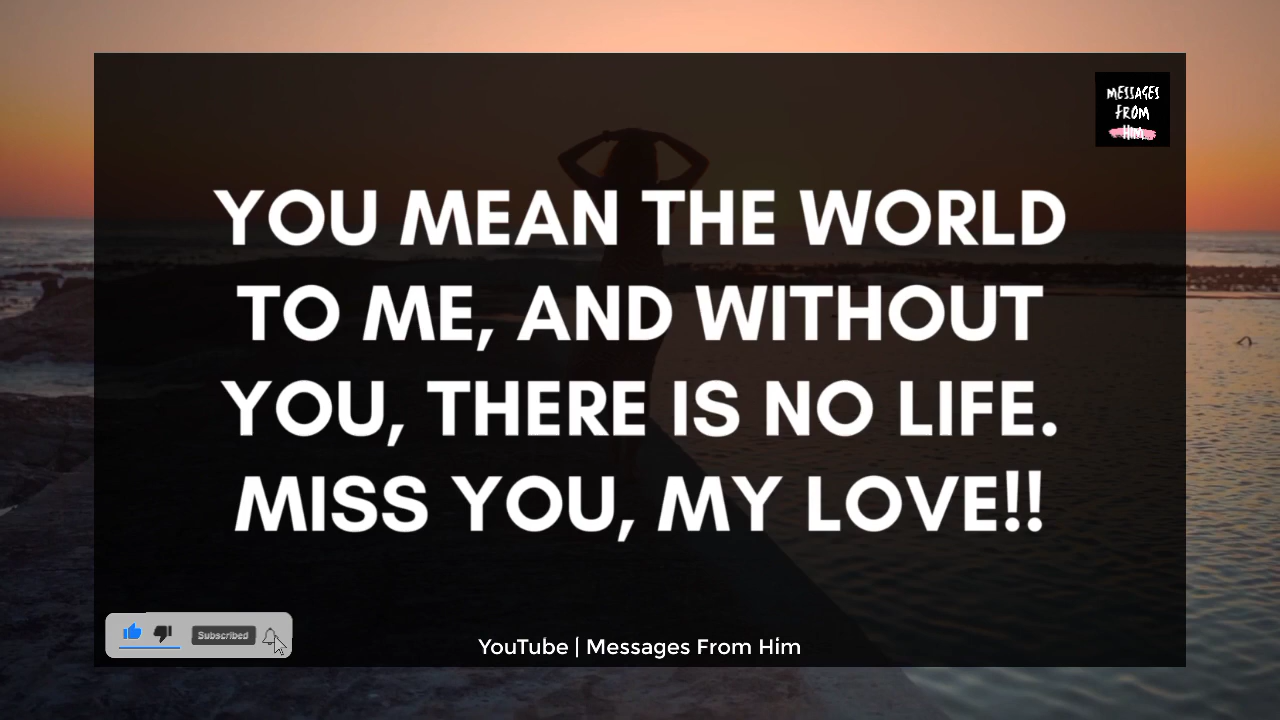 MESSAGES
FROM
HIM
YOU MEAN THE WORLD
TO ME, AND WITHOUT
YOU, THERE IS NO LIFE.
MISS YOU, MY LOVE!!
Subscribed
YouTube | Messages From Him